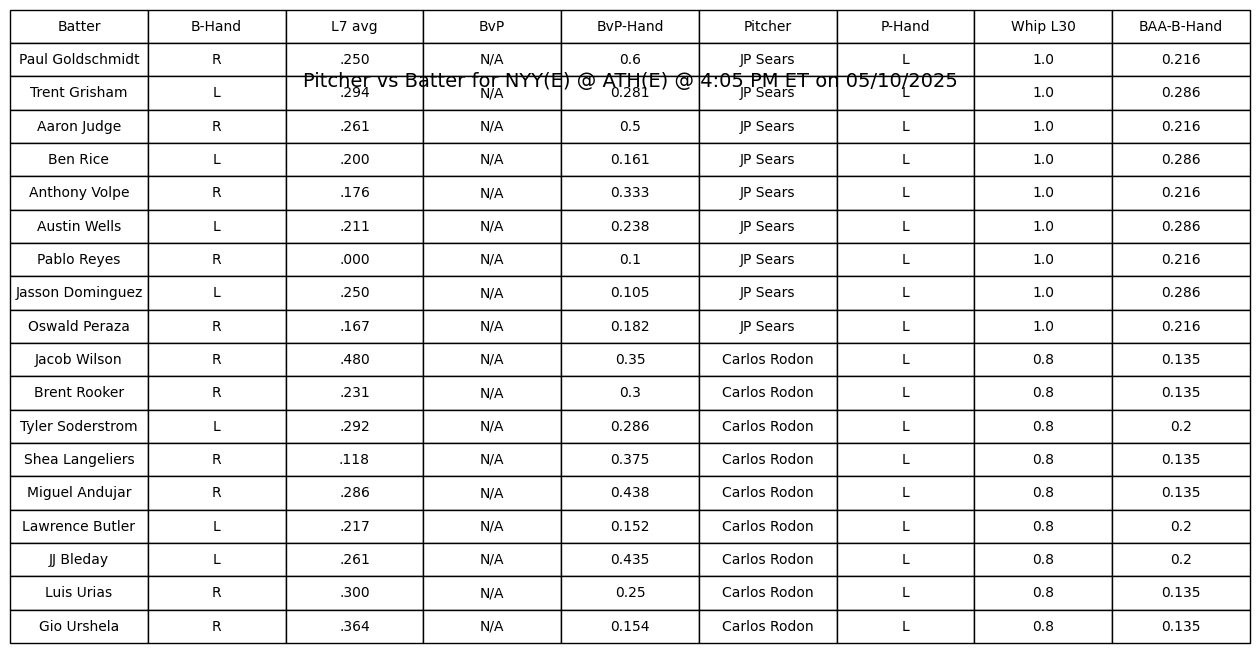 Batter B-Hand L7 avg BvP BvP-Hand Pitcher P-Hand Whip L30 BAA-B-Hand
Paul Goldschmidt R .250 N/A 0.6 JP Sears L 1.0 0.216
Pitcher vs Batter for NYY(E) @ ATH(E) @ 4:05 PM ET on 05/10/2025
Trent Grisham L .294 N/A 0.281 JP Sears L 1.0 0.286
Aaron Judge R .261 N/A 0.5 JP Sears L 1.0 0.216
Ben Rice L .200 N/A 0.161 JP Sears L 1.0 0.286
Anthony Volpe R .176 N/A 0.333 JP Sears L 1.0 0.216
Austin Wells L .211 N/A 0.238 JP Sears L 1.0 0.286
Pablo Reyes R .000 N/A 0.1 JP Sears L 1.0 0.216
Jasson Dominguez L .250 N/A 0.105 JP Sears L 1.0 0.286
Oswald Peraza R .167 N/A 0.182 JP Sears L 1.0 0.216
Jacob Wilson R .480 N/A 0.35 Carlos Rodon L 0.8 0.135
Brent Rooker R .231 N/A 0.3 Carlos Rodon L 0.8 0.135
Tyler Soderstrom L .292 N/A 0.286 Carlos Rodon L 0.8 0.2
Shea Langeliers R .118 N/A 0.375 Carlos Rodon L 0.8 0.135
Miguel Andujar R .286 N/A 0.438 Carlos Rodon L 0.8 0.135
Lawrence Butler L .217 N/A 0.152 Carlos Rodon L 0.8 0.2
JJ Bleday L .261 N/A 0.435 Carlos Rodon L 0.8 0.2
Luis Urias R .300 N/A 0.25 Carlos Rodon L 0.8 0.135
Gio Urshela R .364 N/A 0.154 Carlos Rodon L 0.8 0.135